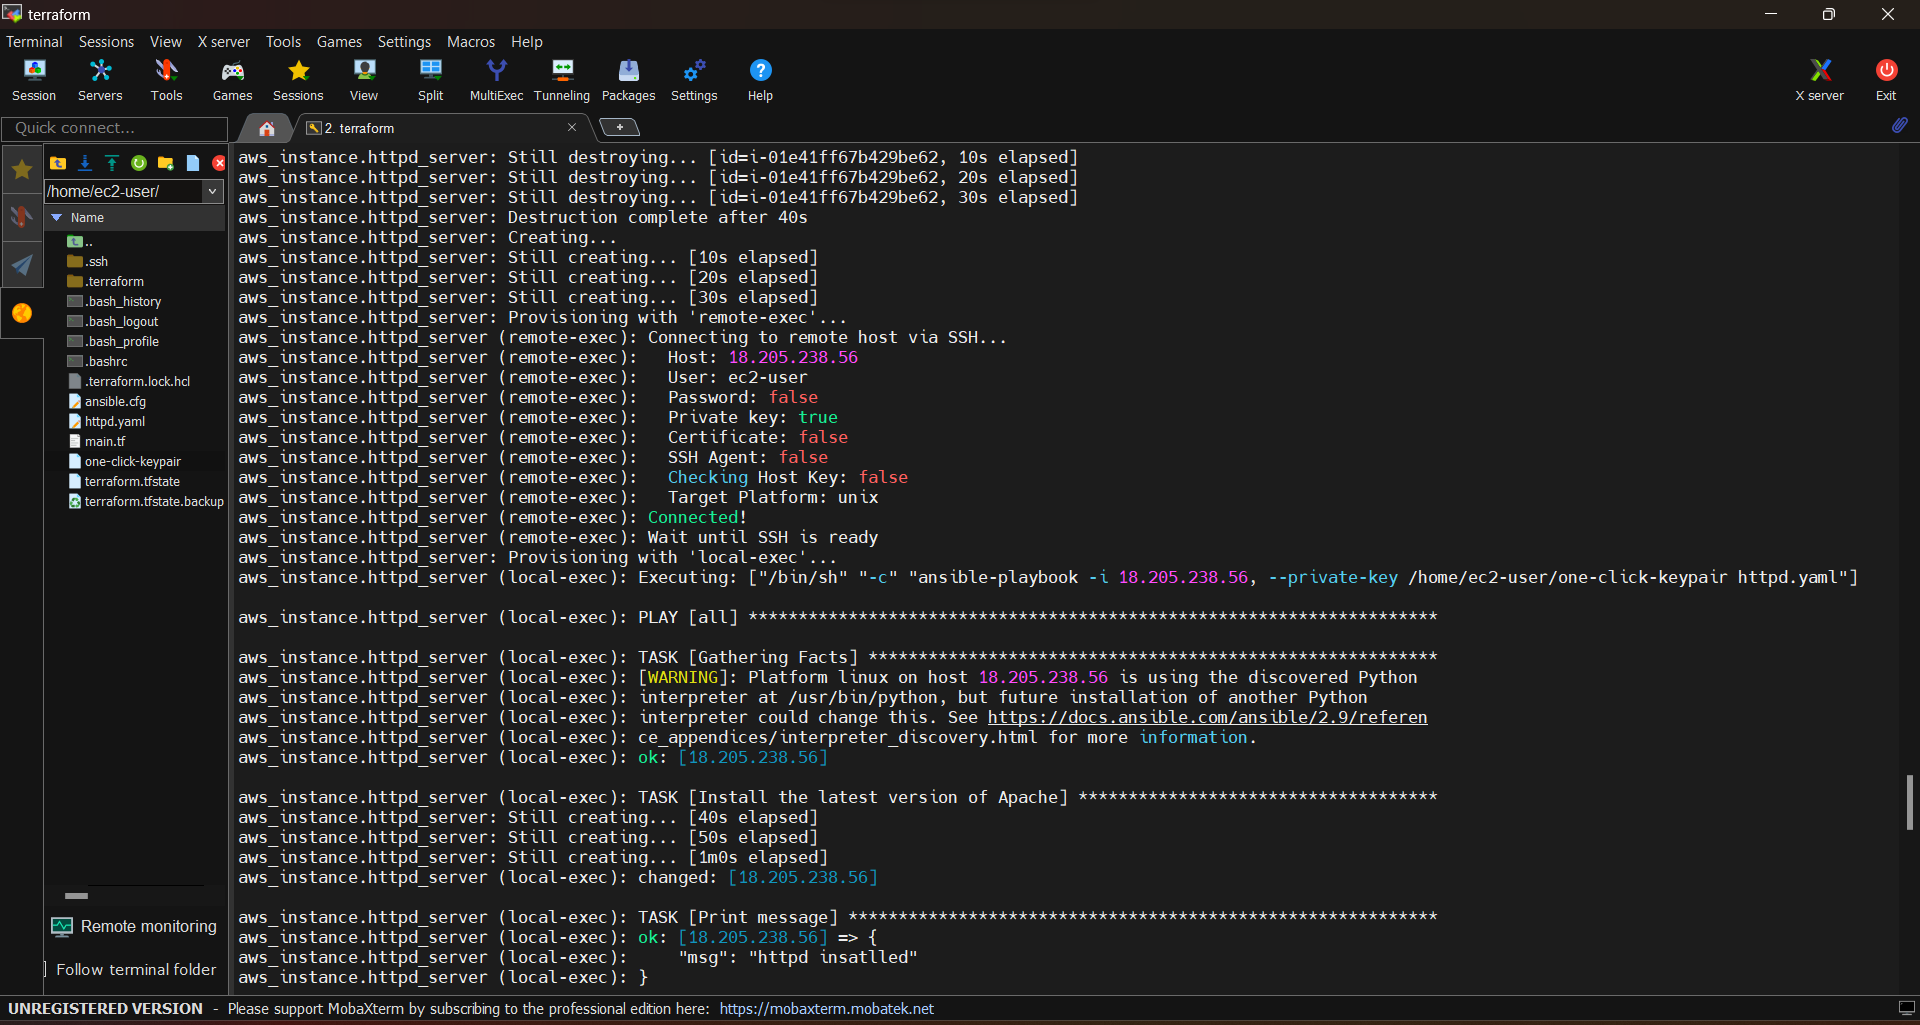 terraform
Terminal Sessions View X server Tools Games Settings Macros Help
Session Servers Tools Games Sessions View Split MultiExec Tunneling Packages Settings Help X server Exit
Quick connect...
2. terraform
/home/ec2-user/
Name
..
.ssh
.terraform
.bash_history
.bash_logout
.bash_profile
.bashrc
.terraform.lock.hcl
ansible.cfg
httpd.yaml
main.tf
one-click-keypair
terraform.tfstate
terraform.tfstate.backup
Remote monitoring
Follow terminal folder
aws_instance.httpd_server: Still destroying... [id=i-01e41ff67b429be62, 10s elapsed]
aws_instance.httpd_server: Still destroying... [id=i-01e41ff67b429be62, 20s elapsed]
aws_instance.httpd_server: Still destroying... [id=i-01e41ff67b429be62, 30s elapsed]
aws_instance.httpd_server: Destruction complete after 40s
aws_instance.httpd_server: Creating...
aws_instance.httpd_server: Still creating... [10s elapsed]
aws_instance.httpd_server: Still creating... [20s elapsed]
aws_instance.httpd_server: Still creating... [30s elapsed]
aws_instance.httpd_server: Provisioning with 'remote-exec'...
aws_instance.httpd_server (remote-exec): Connecting to remote host via SSH...
aws_instance.httpd_server (remote-exec):   Host: 18.205.238.56
aws_instance.httpd_server (remote-exec):   User: ec2-user
aws_instance.httpd_server (remote-exec):   Password: false
aws_instance.httpd_server (remote-exec):   Private key: true
aws_instance.httpd_server (remote-exec):   Certificate: false
aws_instance.httpd_server (remote-exec):   SSH Agent: false
aws_instance.httpd_server (remote-exec):   Checking Host Key: false
aws_instance.httpd_server (remote-exec):   Target Platform: unix
aws_instance.httpd_server (remote-exec): Connected!
aws_instance.httpd_server (remote-exec): Wait until SSH is ready
aws_instance.httpd_server: Provisioning with 'local-exec'...
aws_instance.httpd_server (local-exec): Executing: ["/bin/sh" "-c" "ansible-playbook -i 18.205.238.56, --private-key /home/ec2-user/one-click-keypair httpd.yaml"]
aws_instance.httpd_server (local-exec): PLAY [all] *********************************************************************
aws_instance.httpd_server (local-exec): TASK [Gathering Facts] *********************************************************
aws_instance.httpd_server (local-exec): [WARNING]: Platform linux on host 18.205.238.56 is using the discovered Python
aws_instance.httpd_server (local-exec): interpreter at /usr/bin/python, but future installation of another Python
aws_instance.httpd_server (local-exec): interpreter could change this. See https://docs.ansible.com/ansible/2.9/referen
aws_instance.httpd_server (local-exec): ce_appendices/interpreter_discovery.html for more information.
aws_instance.httpd_server (local-exec): ok: [18.205.238.56]
aws_instance.httpd_server (local-exec): TASK [Install the latest version of Apache] ************************************
aws_instance.httpd_server: Still creating... [40s elapsed]
aws_instance.httpd_server: Still creating... [50s elapsed]
aws_instance.httpd_server: Still creating... [1m0s elapsed]
aws_instance.httpd_server (local-exec): changed: [18.205.238.56]
aws_instance.httpd_server (local-exec): TASK [Print message] ***********************************************************
aws_instance.httpd_server (local-exec): ok: [18.205.238.56] => {
aws_instance.httpd_server (local-exec):     "msg": "httpd insatlled"
aws_instance.httpd_server (local-exec): }
UNREGISTERED VERSION - Please support MobaXterm by subscribing to the professional edition here: https://mobaxterm.mobatek.net